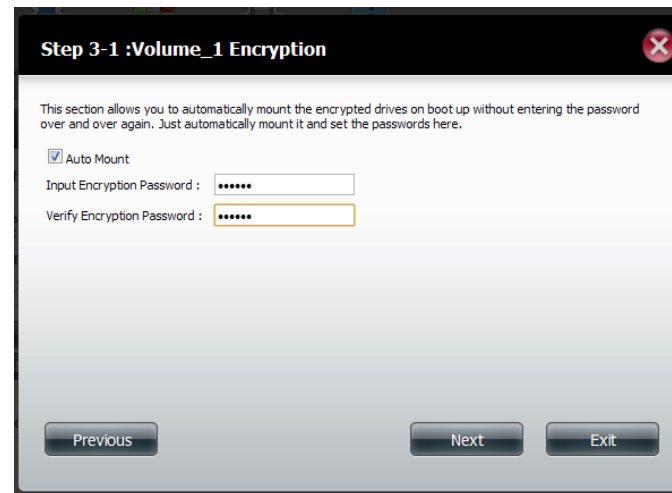 Step 3-1 :Volume_1 Encryption
This section allows you to automatically mount the encrypted drives on boot up without entering the password
over and over again. Just automatically mount it and set the passwords here.
Auto Mount
Input Encryption Password : ••••••
Verify Encryption Password : ••••••
Previous Next Exit